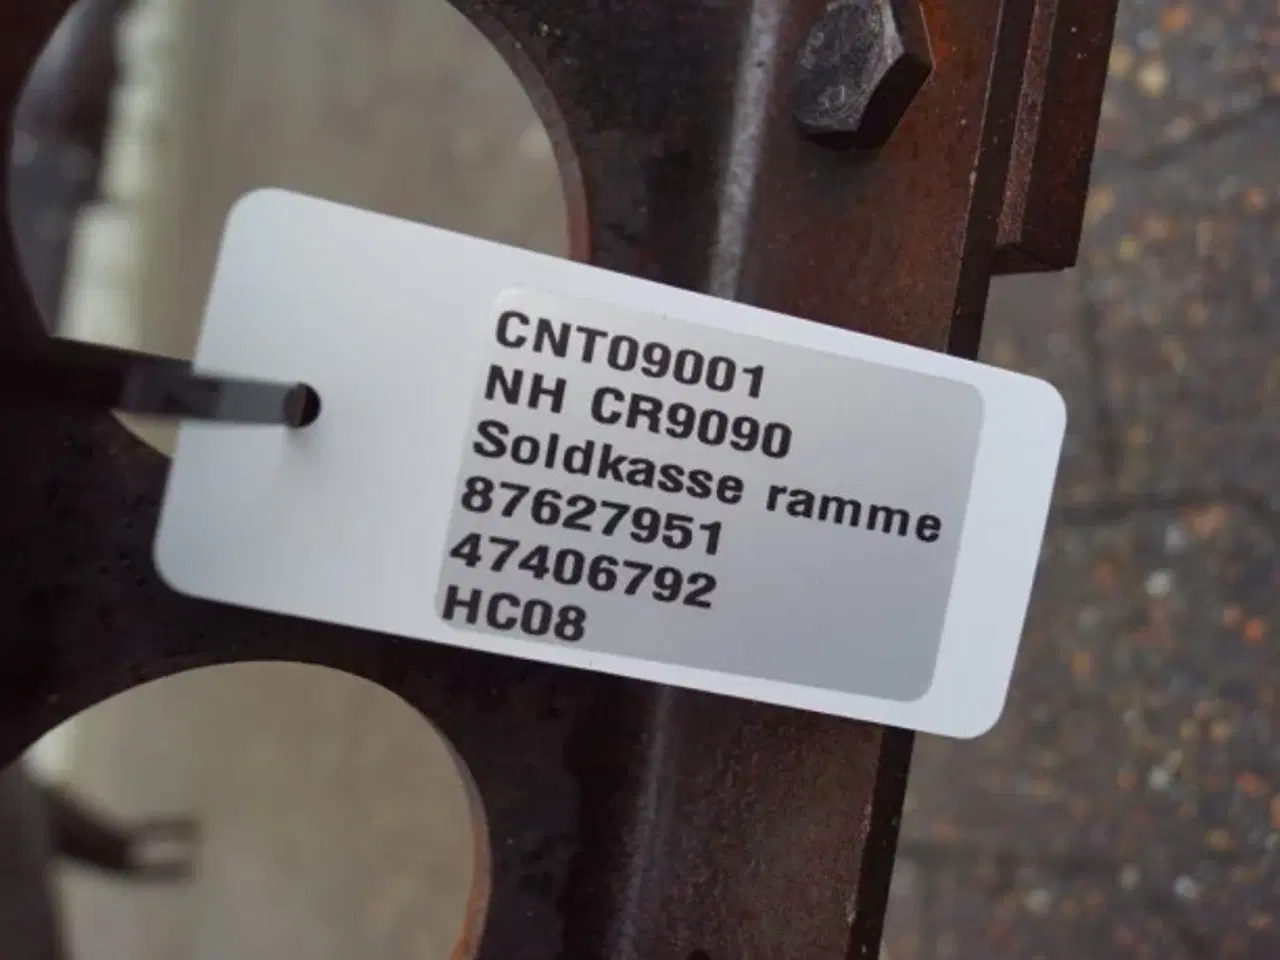 CNT09001
NH CR9090
Soldkasse ramme
87627951
47406792
HC08